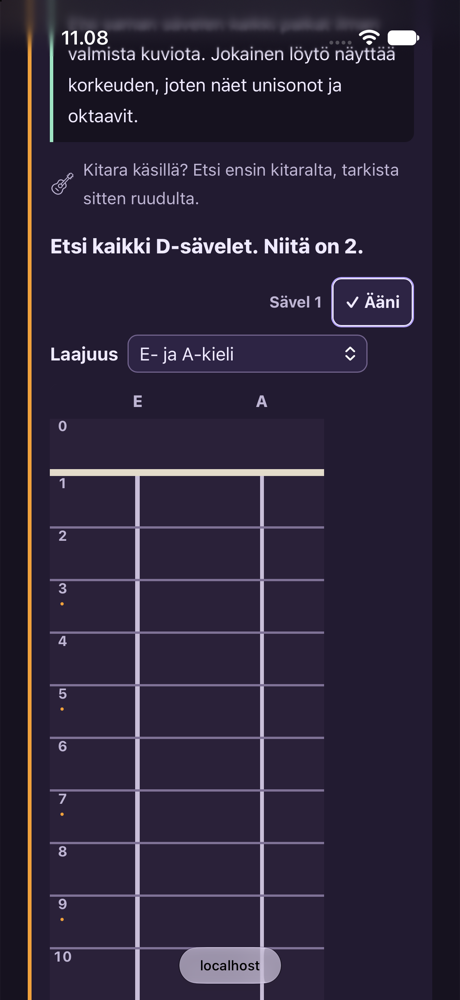 11.08
valmista kuviota. Jokainen löytö näyttää
korkeuden, joten näet unisonot ja
oktaavit.
Kitara käsillä? Etsi ensin kitaralta, tarkista
sitten ruudulta.
Etsi kaikki D-sävelet. Niitä on 2.
Sävel 1 ✓ Ääni
Laajuus E- ja A-kieli
E A
0
1
2
3
4
5
6
7
8
9
10
localhost